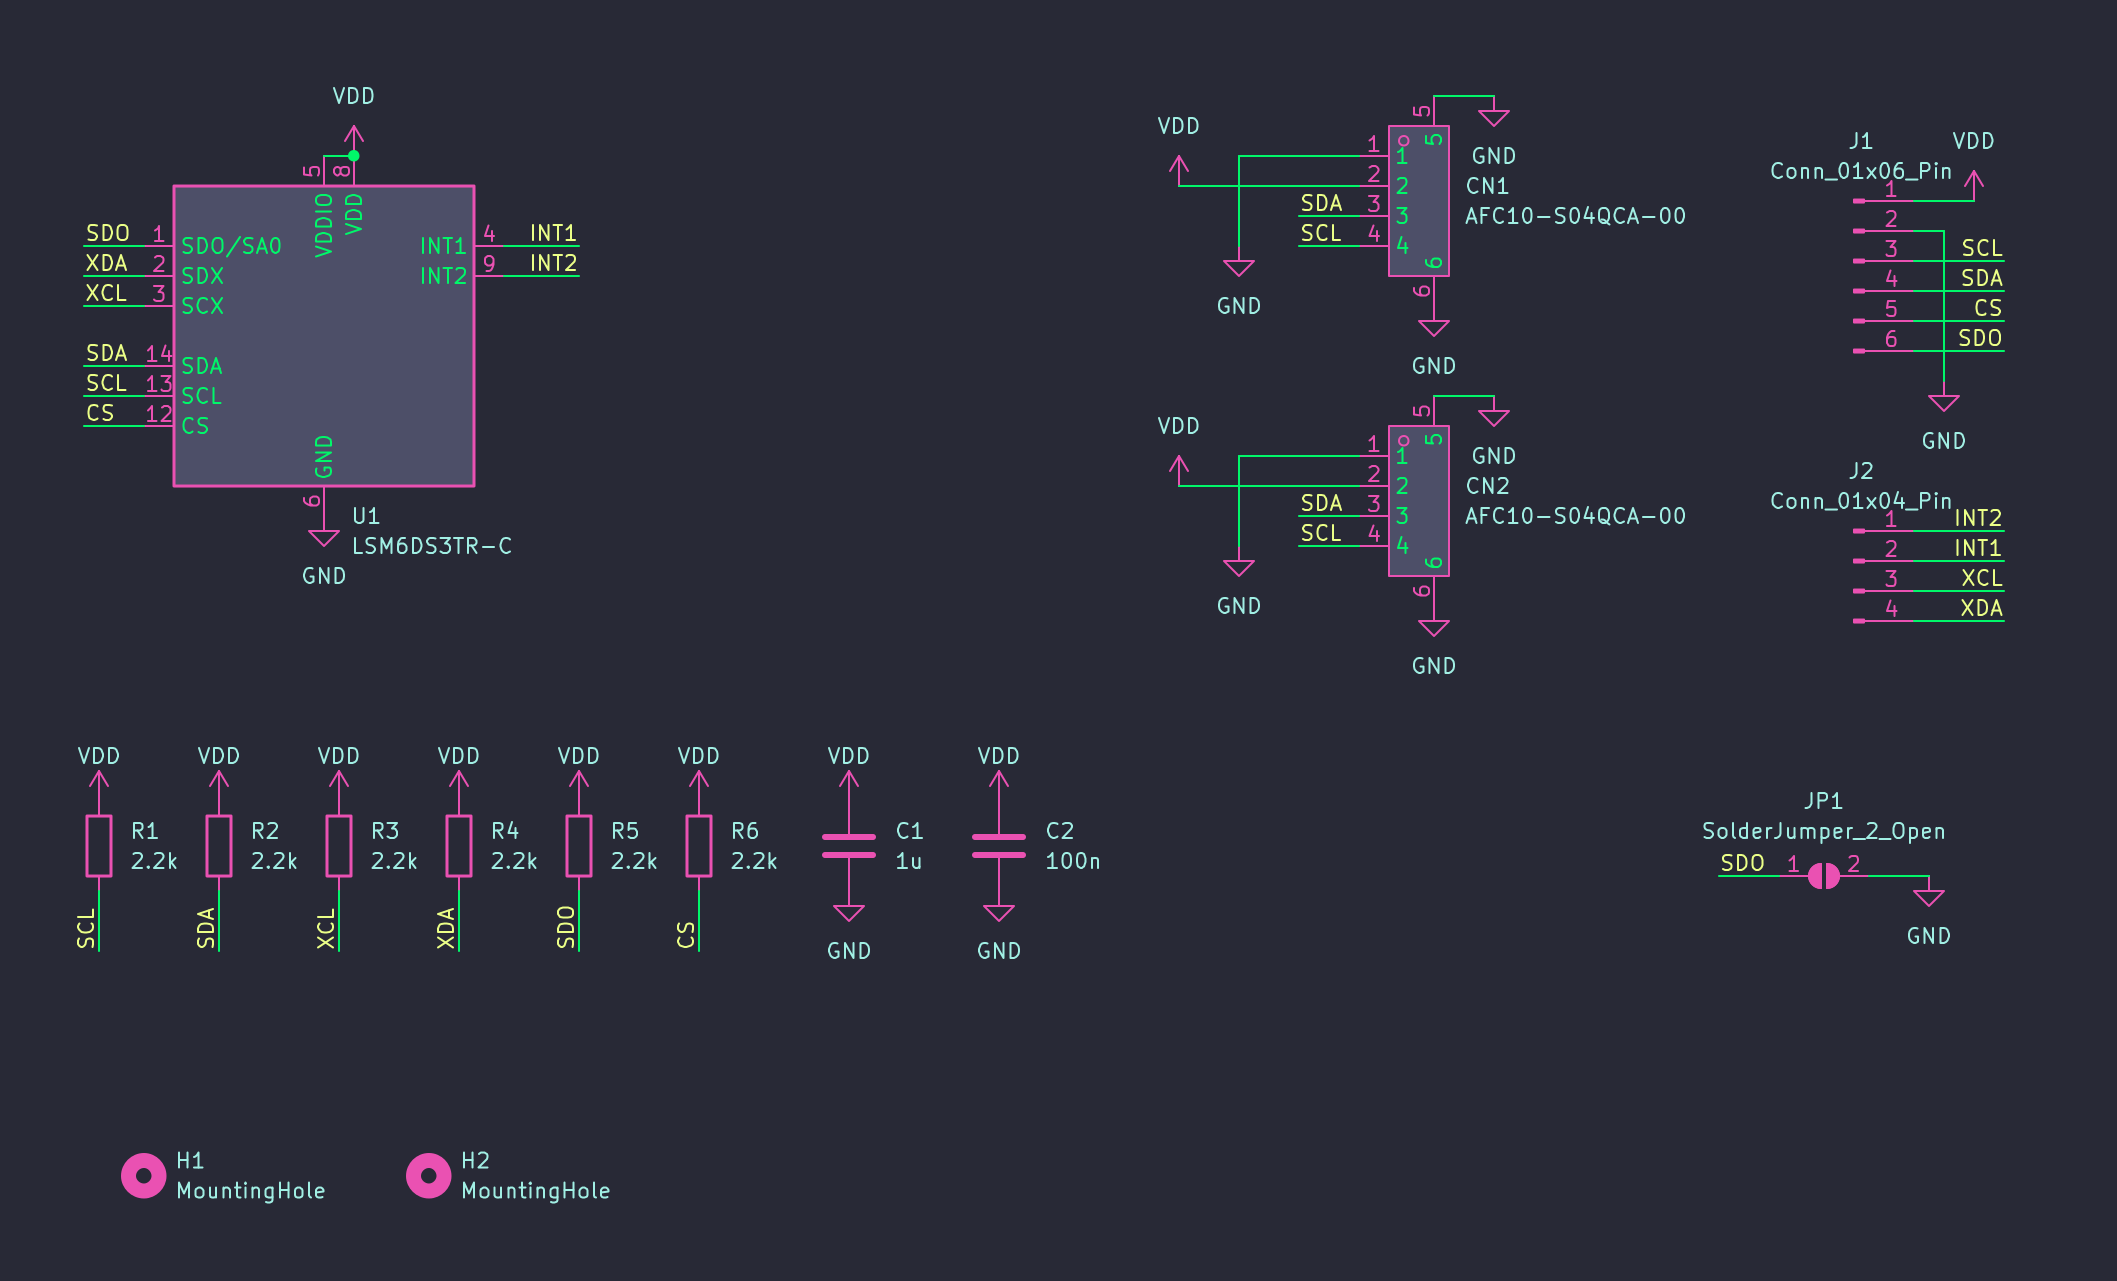 VDD
5
8
VDDIO
VDD
SDO
1
SDO/SA0
XDA
2
SDX
XCL
3
SCX
SDA
14
SDA
SCL
13
SCL
CS
12
CS
INT1
4
INT1
INT2
9
INT2
GND
6
U1
LSM6DS3TR-C
GND
VDD
5
5
GND
1
1
2
2
SDA
3
3
SCL
4
4
6
6
CN1
AFC10-S04QCA-00
GND
GND
VDD
5
5
GND
1
1
2
2
SDA
3
3
SCL
4
4
6
6
CN2
AFC10-S04QCA-00
GND
GND
J1
VDD
Conn_01x06_Pin
1
2
3
SCL
4
SDA
5
CS
6
SDO
GND
J2
Conn_01x04_Pin
1
INT2
2
INT1
3
XCL
4
XDA
VDD
R1
2.2k
SCL
VDD
R2
2.2k
SDA
VDD
R3
2.2k
XCL
VDD
R4
2.2k
XDA
VDD
R5
2.2k
SDO
VDD
R6
2.2k
CS
VDD
C1
1u
GND
VDD
C2
100n
GND
JP1
SolderJumper_2_Open
SDO
1
2
GND
H1
MountingHole
H2
MountingHole